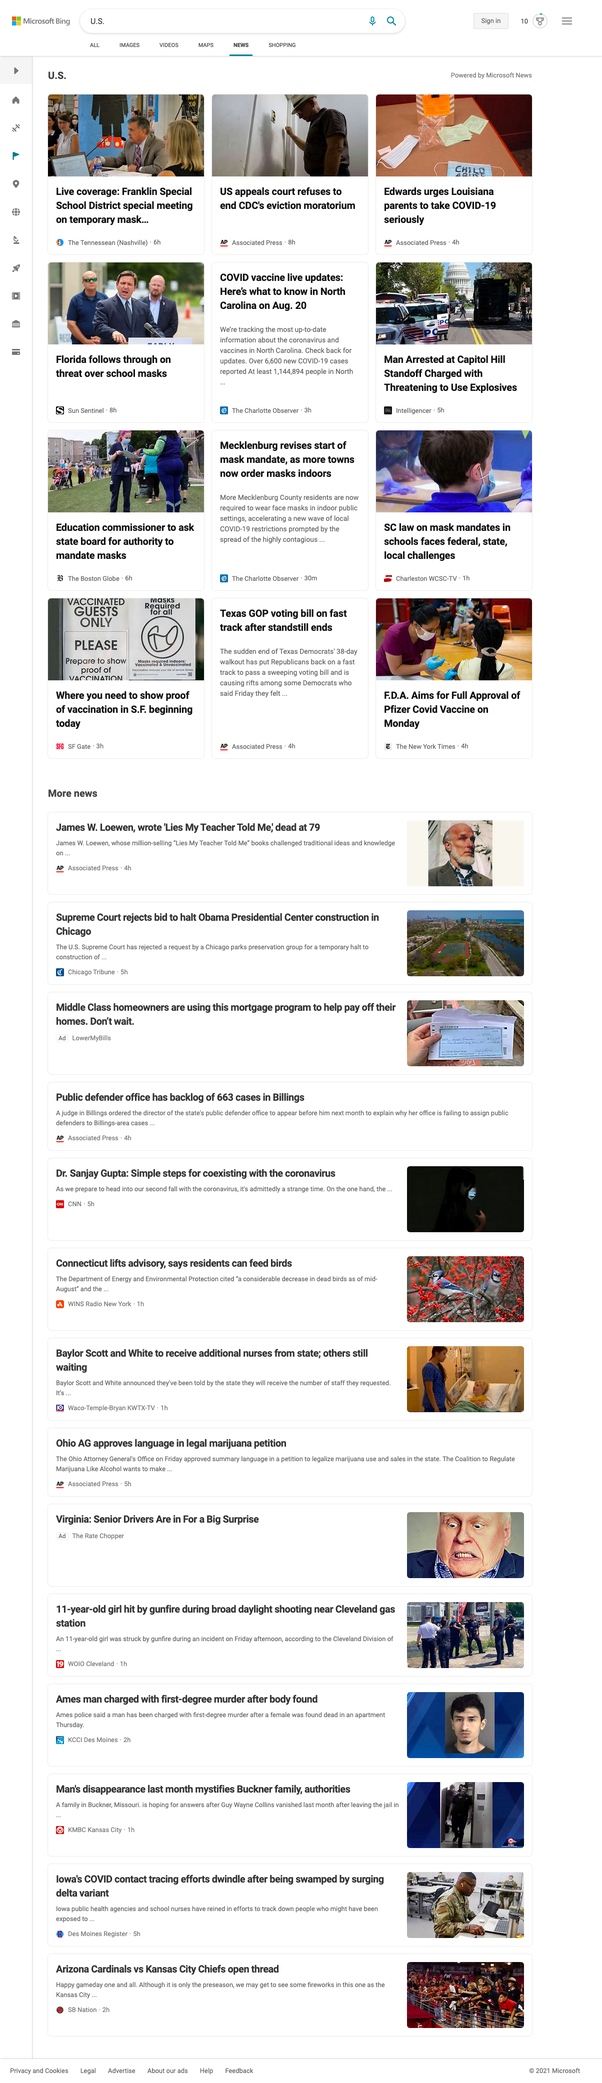 Microsoft Bing
U.S.
Sign in
10
ALL
IMAGES
VIDEOS
MAPS
NEWS
SHOPPING
U.S.
Powered by Microsoft News
Live coverage: Franklin Special
School District special meeting
on temporary mask...
The Tennessean (Nashville) · 6h
US appeals court refuses to
end CDC's eviction moratorium
AP Associated Press · 8h
CHILD
Edwards urges Louisiana
parents to take COVID-19
seriously
AP Associated Press · 4h
Florida follows through on
threat over school masks
Sun Sentinel · 8h
COVID vaccine live updates:
Here's what to know in North
Carolina on Aug. 20
We're tracking the most up-to-date
information about the coronavirus and
vaccines in North Carolina. Check back for
updates. Over 6,600 new COVID-19 cases
reported At least 1,144,894 people in North
...
The Charlotte Observer · 3h
Man Arrested at Capitol Hill
Standoff Charged with
Threatening to Use Explosives
Intelligencer · 5h
Education commissioner to ask
state board for authority to
mandate masks
B The Boston Globe · 6h
Mecklenburg revises start of
mask mandate, as more towns
now order masks indoors
More Mecklenburg County residents are now
required to wear face masks in indoor public
settings, accelerating a new wave of local
COVID-19 restrictions prompted by the
spread of the highly contagious ...
The Charlotte Observer · 30m
SC law on mask mandates in
schools faces federal, state,
local challenges
Charleston WCSC-TV · 1h
VACCINATED
GUESTS
ONLY
PLEASE
Prepare to show
proof of
VACCINATION
Masks
Required
for all
Where you need to show proof
of vaccination in S.F. beginning
today
SF Gate · 3h
Texas GOP voting bill on fast
track after standstill ends
The sudden end of Texas Democrats' 38-day
walkout has put Republicans back on a fast
track to pass a sweeping voting bill and is
causing rifts among some Democrats who
said Friday they felt ...
AP Associated Press · 4h
F.D.A. Aims for Full Approval of
Pfizer Covid Vaccine on
Monday
The New York Times · 4h
More news
James W. Loewen, wrote 'Lies My Teacher Told Me,' dead at 79
James W. Loewen, whose million-selling "Lies My Teacher Told Me" books challenged traditional ideas and knowledge
on ...
AP Associated Press · 4h
Supreme Court rejects bid to halt Obama Presidential Center construction in
Chicago
The U.S. Supreme Court has rejected a request by a Chicago parks preservation group for a temporary halt to
construction of ...
Chicago Tribune · 5h
Middle Class homeowners are using this mortgage program to help pay off their
homes. Don't wait.
Ad LowerMyBills
Public defender office has backlog of 663 cases in Billings
A judge in Billings ordered the director of the state's public defender office to appear before him next month to explain why her office is failing to assign public
defenders to Billings-area cases ...
AP Associated Press · 4h
Dr. Sanjay Gupta: Simple steps for coexisting with the coronavirus
As we prepare to head into our second fall with the coronavirus, it's admittedly a strange time. On the one hand, the ...
CNN · 5h
Connecticut lifts advisory, says residents can feed birds
The Department of Energy and Environmental Protection cited "a considerable decrease in dead birds as of mid-
August" and the ...
WINS Radio New York · 1h
Baylor Scott and White to receive additional nurses from state; others still
waiting
Baylor Scott and White announced they've been told by the state they will receive the number of staff they requested.
It's ...
Waco-Temple-Bryan KWTX-TV · 1h
Ohio AG approves language in legal marijuana petition
The Ohio Attorney General's Office on Friday approved summary language in a petition to legalize marijuana use and sales in the state. The Coalition to Regulate
Marijuana Like Alcohol wants to make ...
AP Associated Press · 5h
Virginia: Senior Drivers Are in For a Big Surprise
Ad The Rate Chopper
11-year-old girl hit by gunfire during broad daylight shooting near Cleveland gas
station
An 11-year-old girl was struck by gunfire during an incident on Friday afternoon, according to the Cleveland Division of
...
19 WOIO Cleveland · 1h
Ames man charged with first-degree murder after body found
Ames police said a man has been charged with first-degree murder after a female was found dead in an apartment
Thursday.
KCCI Des Moines · 2h
Man's disappearance last month mystifies Buckner family, authorities
A family in Buckner, Missouri. is hoping for answers after Guy Wayne Collins vanished last month after leaving the jail in
...
KMBC Kansas City · 1h
Iowa's COVID contact tracing efforts dwindle after being swamped by surging
delta variant
Iowa public health agencies and school nurses have reined in efforts to track down people who might have been
exposed to ...
Des Moines Register · 5h
Arizona Cardinals vs Kansas City Chiefs open thread
Happy gameday one and all. Although it is only the preseason, we may get to see some fireworks in this one as the
Kansas City ...
SB Nation · 2h
Privacy and Cookies
Legal
Advertise
About our ads
Help
Feedback
© 2021 Microsoft